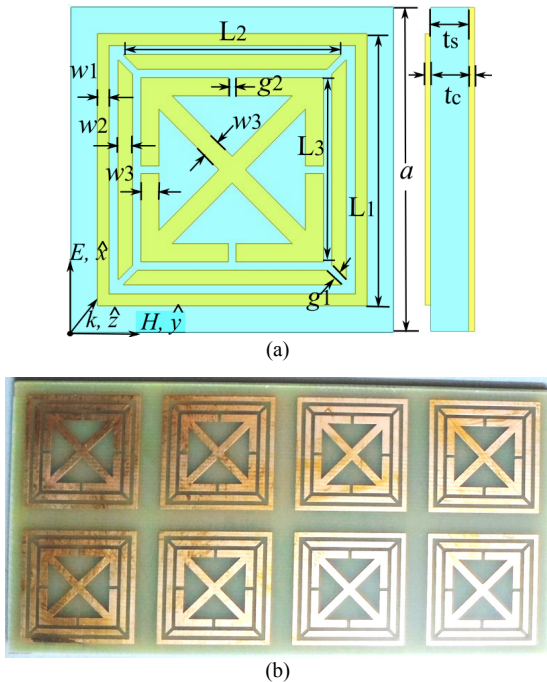 L2
ts
w1
g2
w2
w3
tc
w3
L3
a
L1
E, x̂
g1
k, ẑ
H, ŷ
(a)
(b)